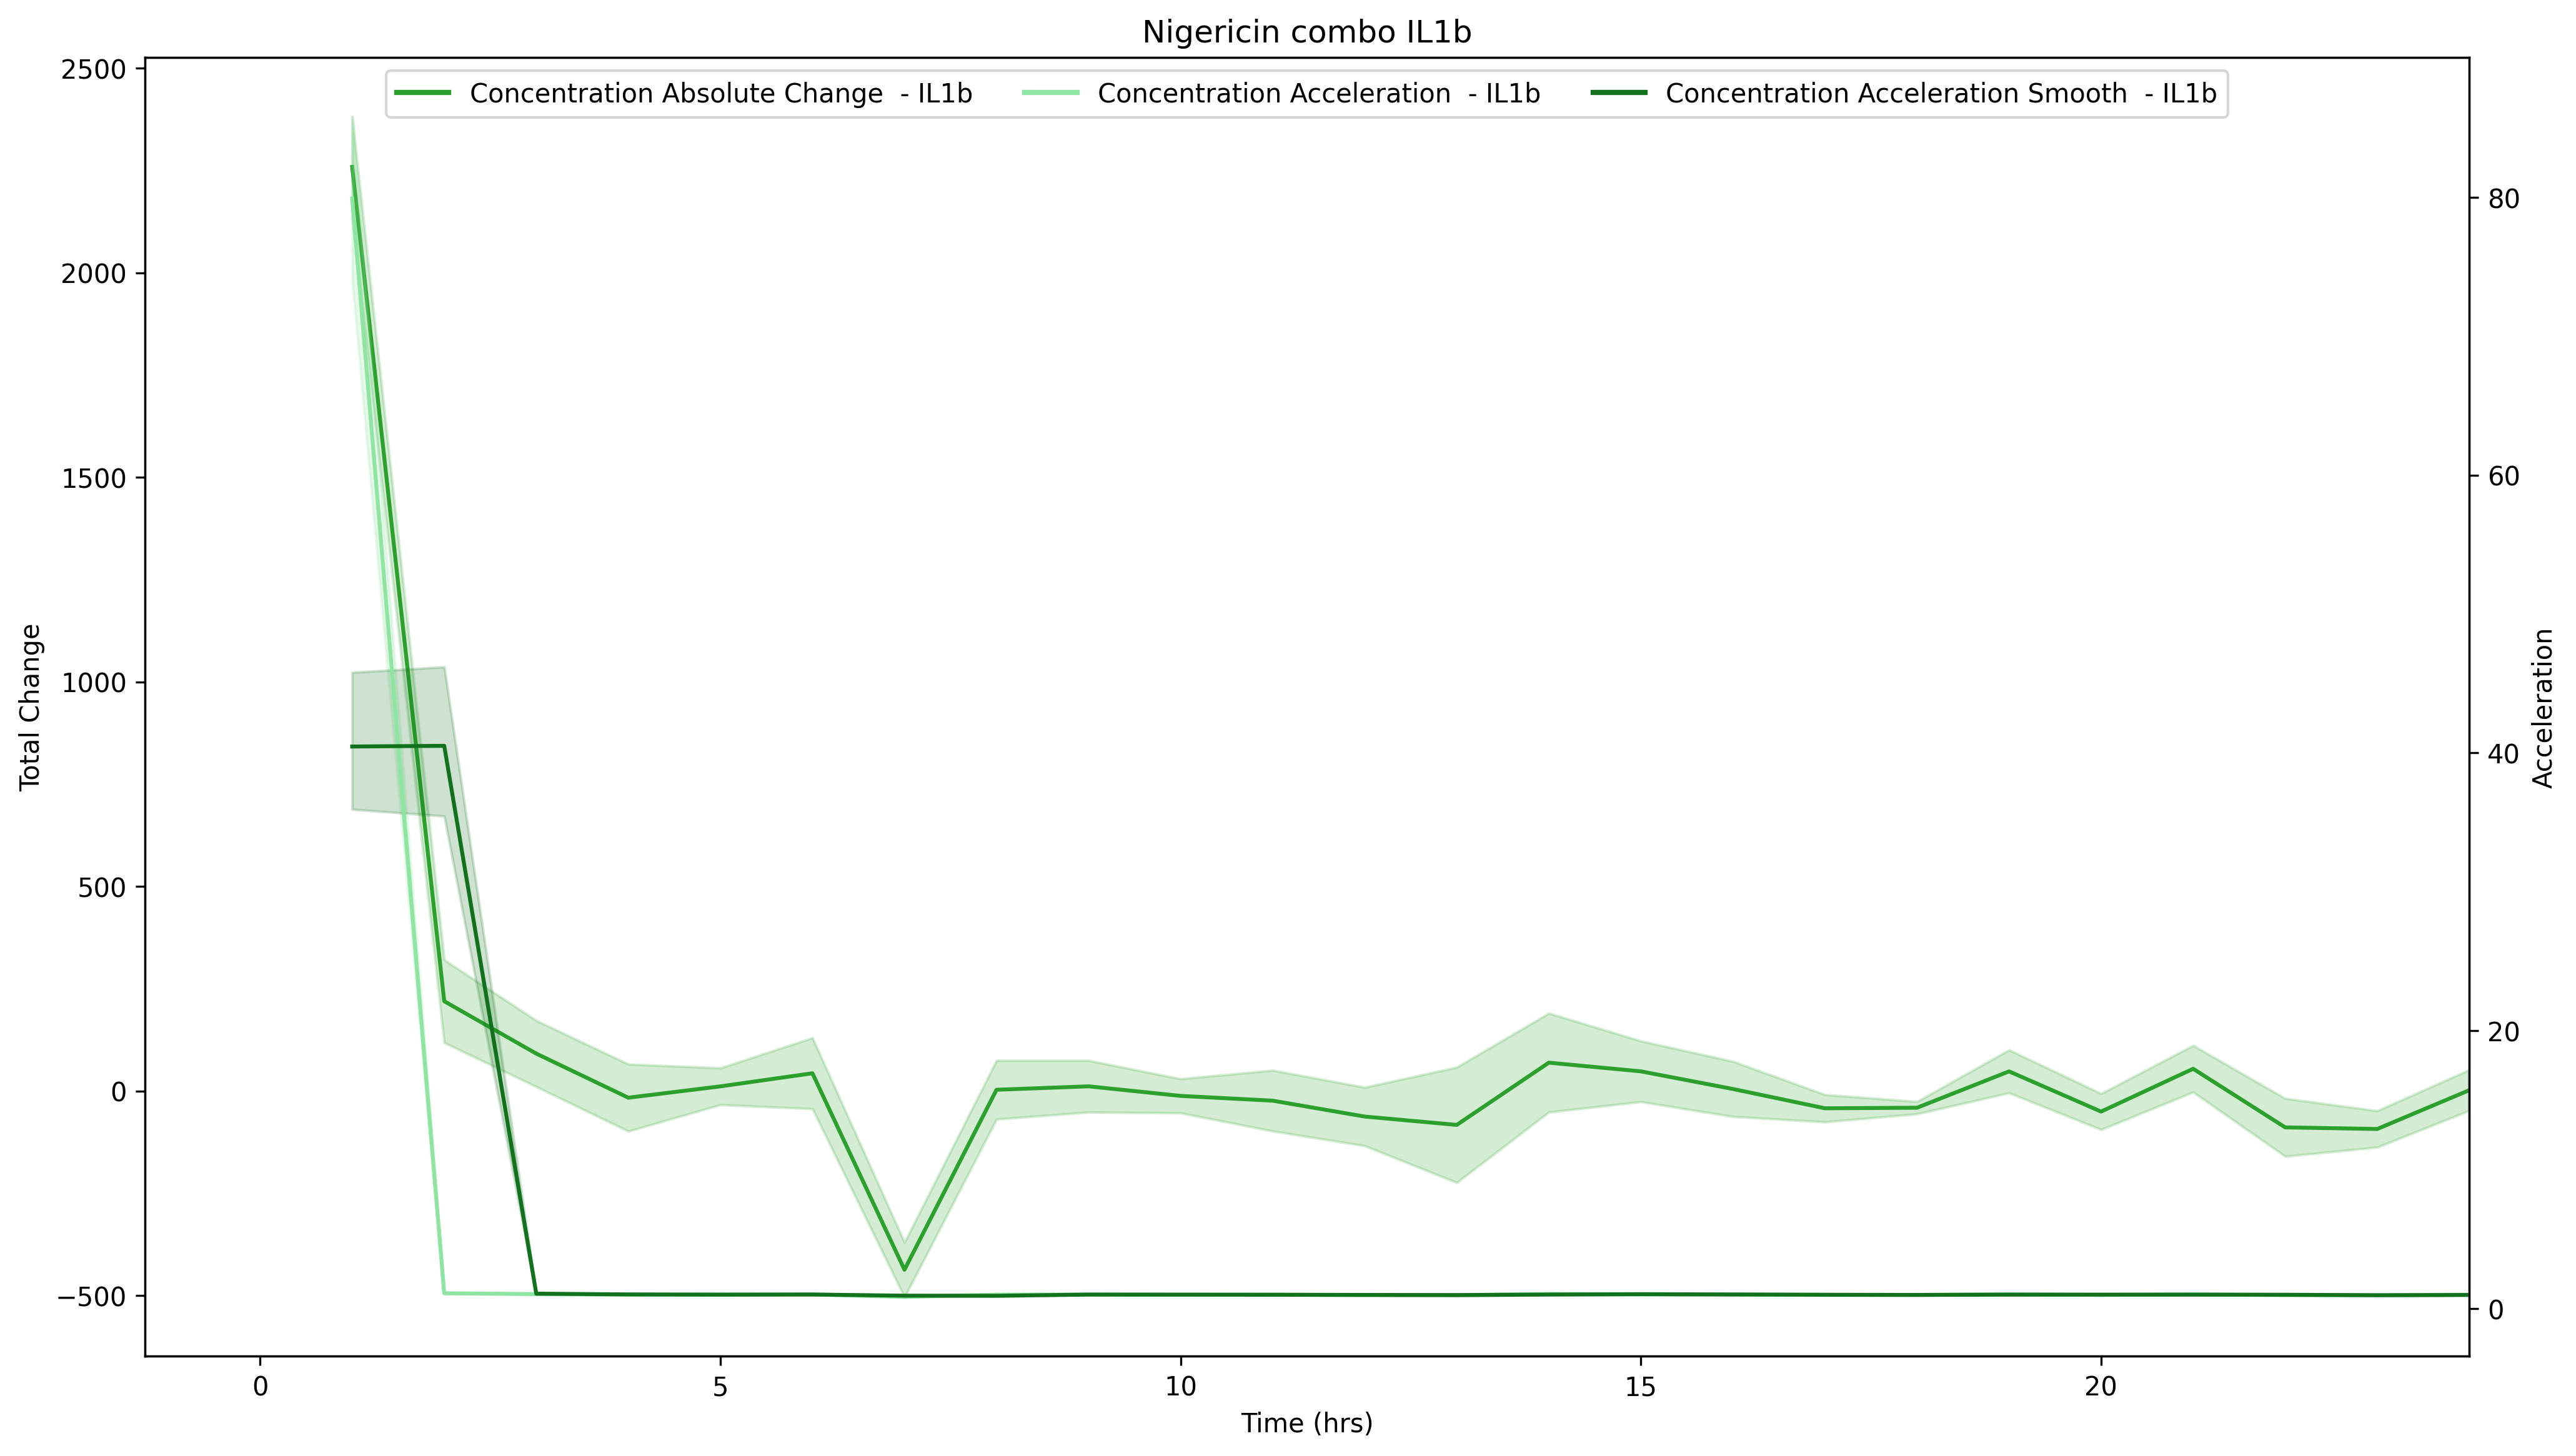 Nigericin combo IL1b
Concentration Absolute Change - IL1b
Concentration Acceleration - IL1b
Concentration Acceleration Smooth - IL1b
2500
2000
1500
1000
500
0
−500
Total Change
80
60
40
20
0
Acceleration
0
5
10
15
20
Time (hrs)